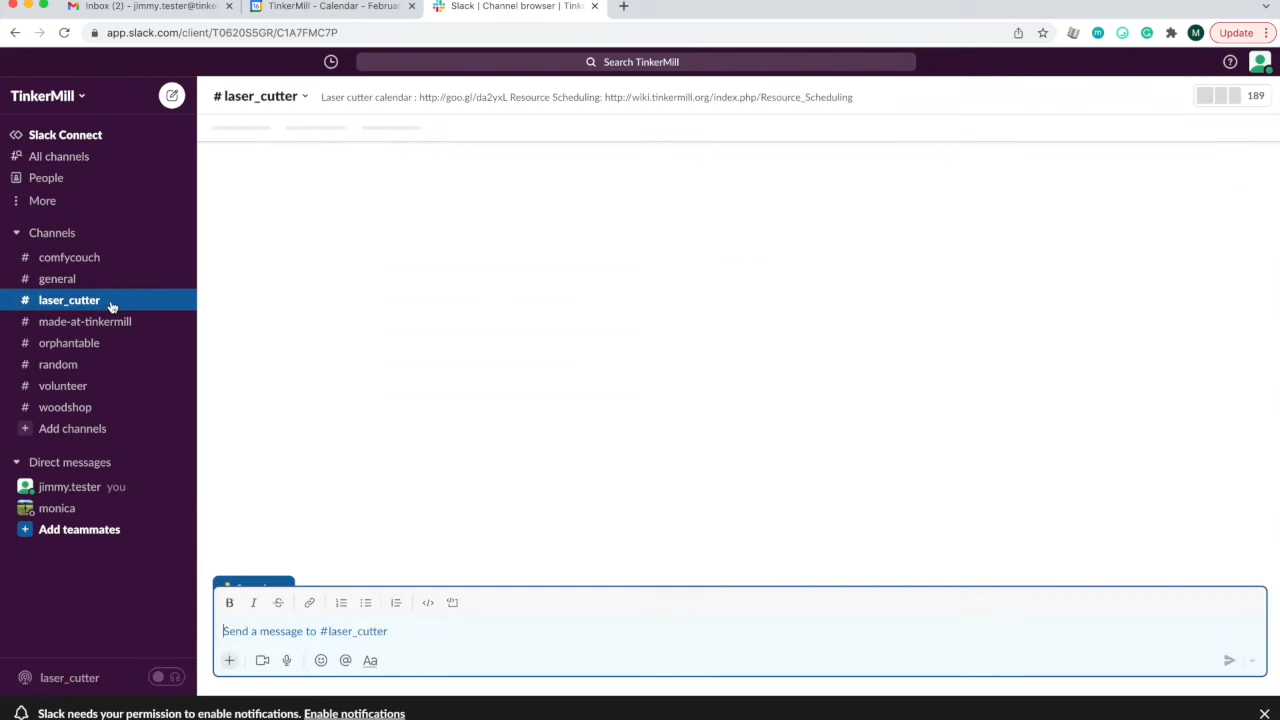 Inbox (2) - jimmy.tester@tinker
TinkerMill - Calendar - Februar
Slack | Channel browser | Tink
app.slack.com/client/T0620S5GR/C1A7FMC7P
M
Update
Search TinkerMill
TinkerMill
# laser_cutter
Laser cutter calendar : http://goo.gl/da2yxL Resource Scheduling: http://wiki.tinkermill.org/index.php/Resource_Scheduling
189
Slack Connect
All channels
People
More
Channels
# comfycouch
# general
# laser_cutter
# made-at-tinkermill
# orphantable
# random
# volunteer
# woodshop
+ Add channels
Direct messages
jimmy.tester you
monica
+ Add teammates
B I S
Send a message to #laser_cutter
+ @ Aa
laser_cutter
Slack needs your permission to enable notifications. Enable notifications